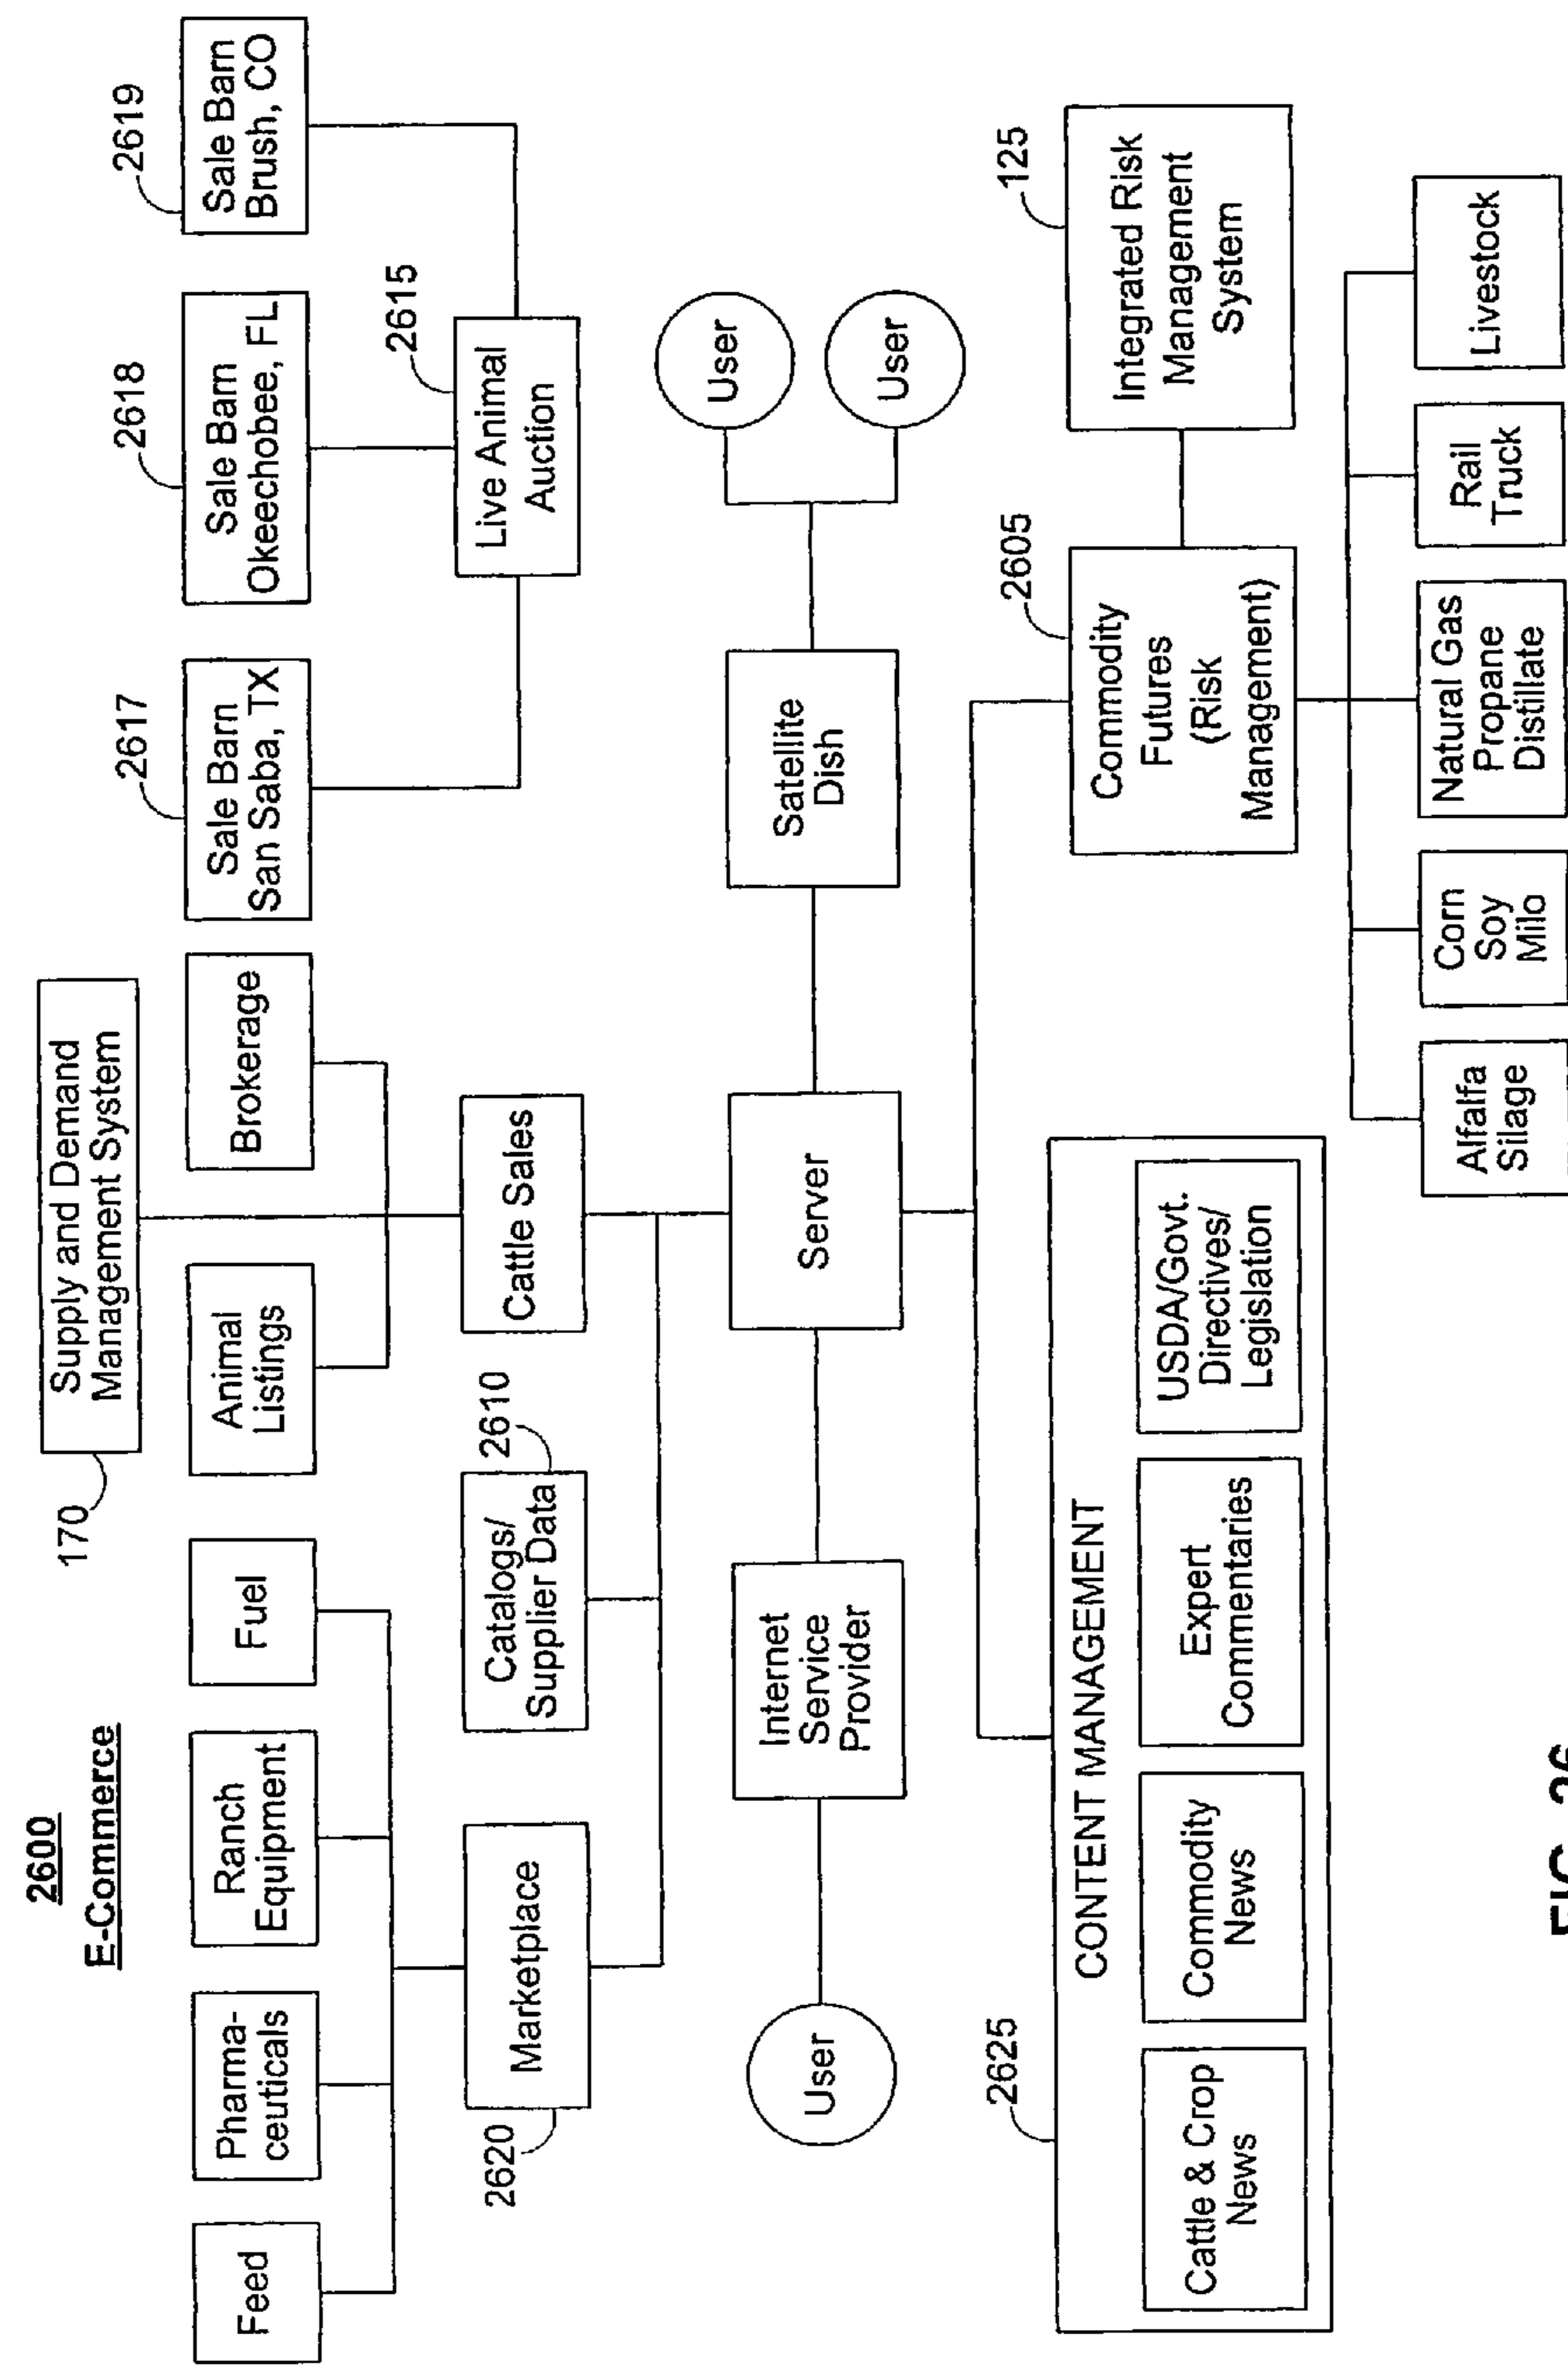 2600
E-Commerce
170
Supply and Demand
Management System
2617
2618
2619
Feed
Pharma-
ceuticals
Ranch
Equipment
Fuel
Animal
Listings
Brokerage
Sale Barn
San Saba, TX
Sale Barn
Okeechobee, FL
Sale Barn
Brush, CO
2620
Marketplace
Catalogs/
Supplier Data
2610
Cattle Sales
2615
Live Animal
Auction
User
Internet
Service
Provider
Server
Satellite
Dish
User
User
2625
CONTENT MANAGEMENT
Cattle & Crop
News
Commodity
News
Expert
Commentaries
USDA/Govt.
Directives/
Legislation
2605
Commodity
Futures
(Risk
Management)
125
Integrated Risk
Management
System
Alfalfa
Silage
Corn
Soy
Milo
Natural Gas
Propane
Distillate
Rail
Truck
Livestock